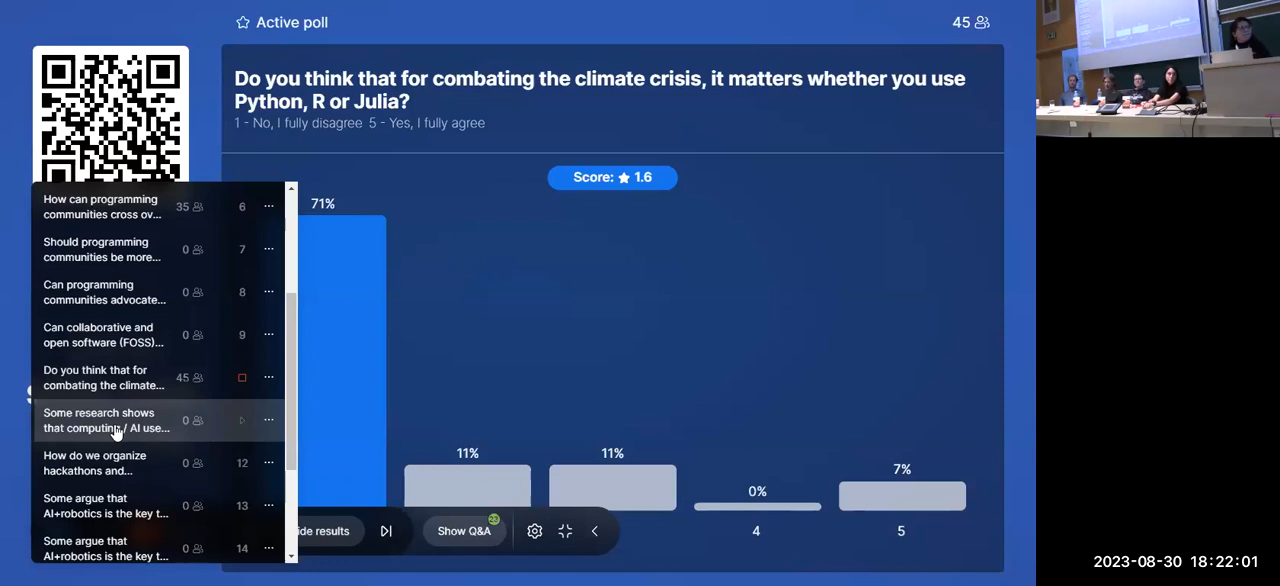 Active poll
45
Do you think that for combating the climate crisis, it matters whether you use
Python, R or Julia?
1 - No, I fully disagree 5 - Yes, I fully agree
Score: 1.6
71%
11%
11%
0%
7%
4
5
How can programming
communities cross ov...
35
6
Should programming
communities be more...
0
7
Can programming
communities advocate...
0
8
Can collaborative and
open software (FOSS)...
0
9
Do you think that for
combating the climate...
45
Some research shows
that computing / AI use...
0
How do we organize
hackathons and...
0
12
Some argue that
AI+robotics is the key t...
0
13
Some argue that
AI+robotics is the key t...
0
14
ide results
Show Q&A
23
2023-08-30 18:22:01